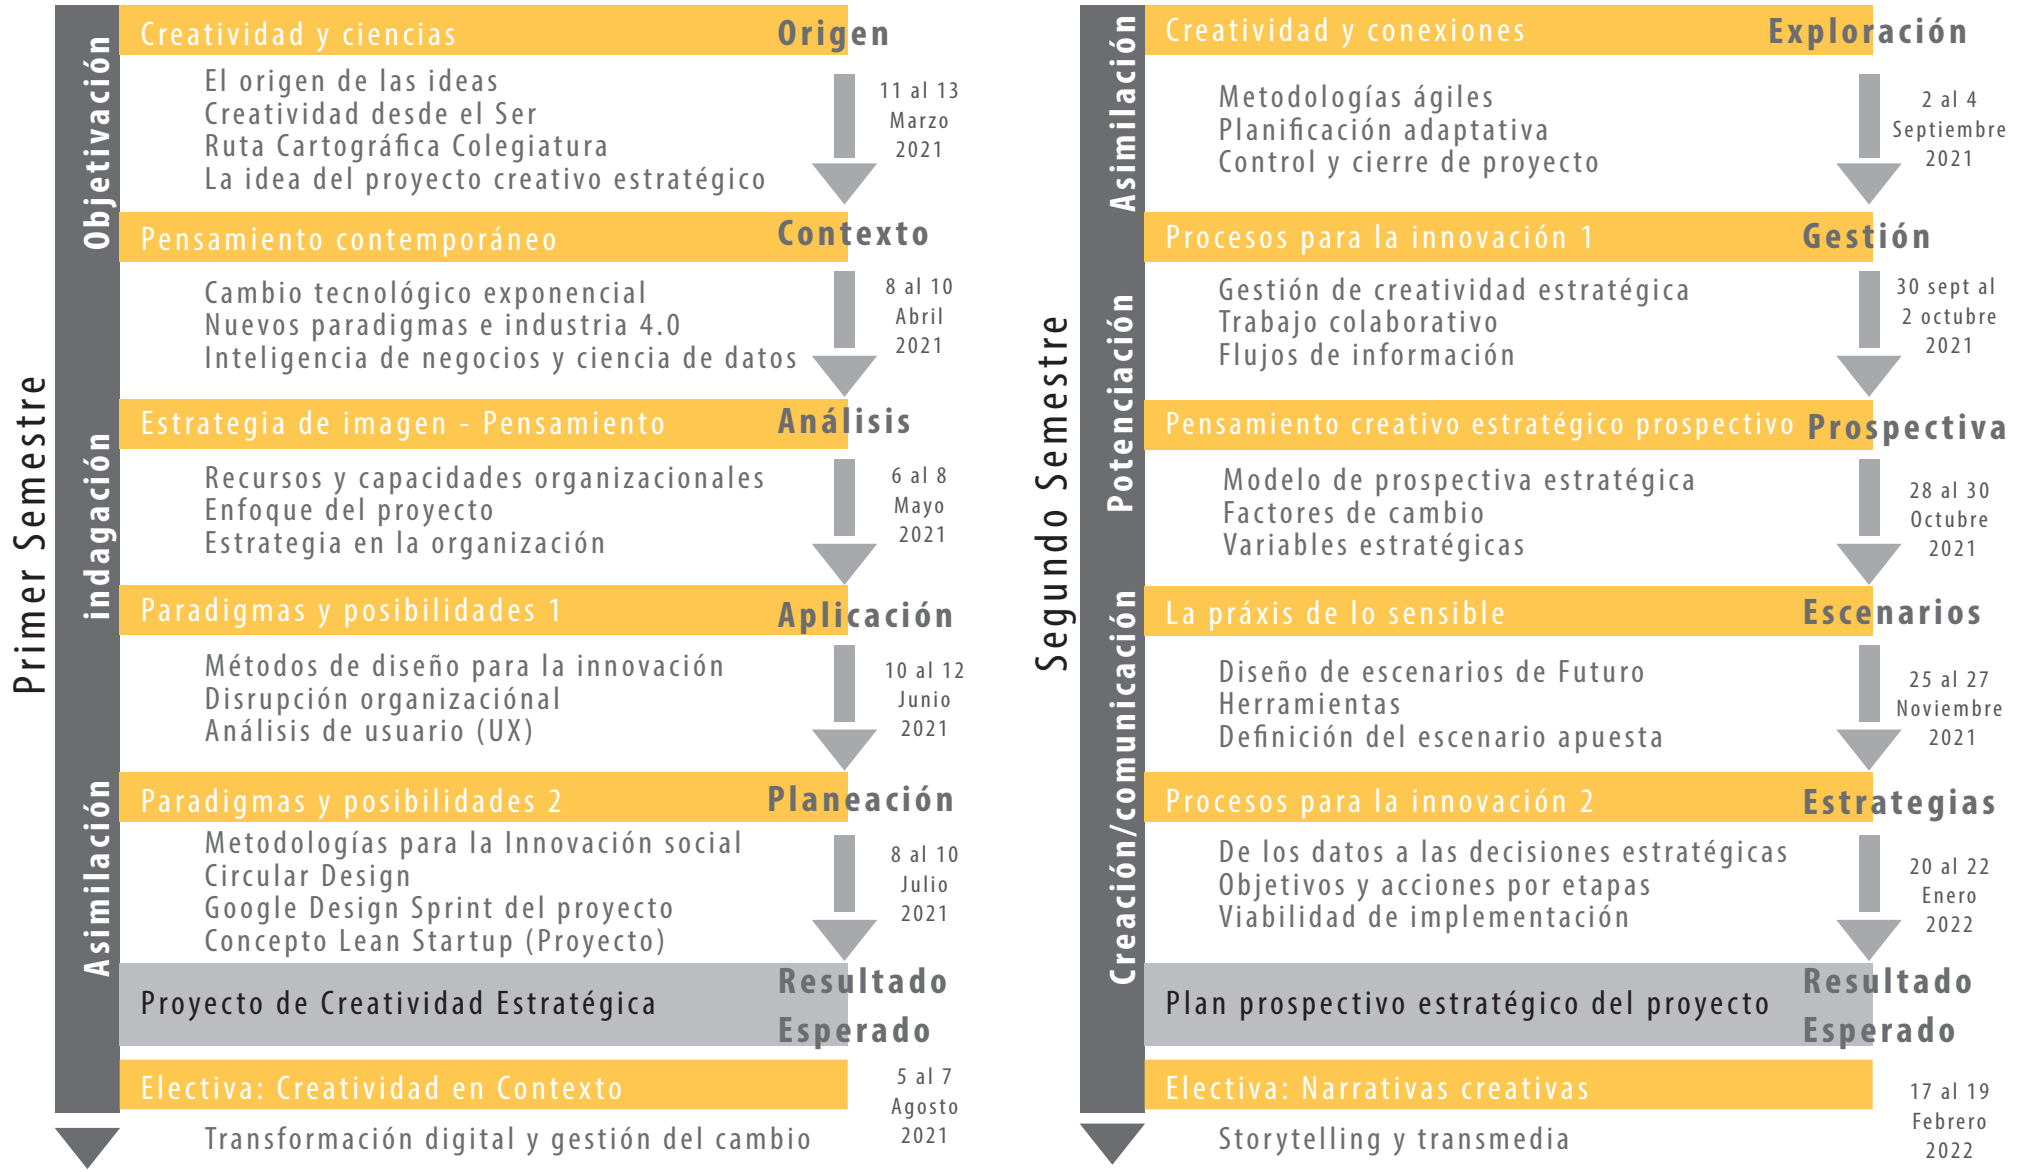 Primer Semestre
Objetivación
Creatividad y ciencias
Origen
El origen de las ideas
Creatividad desde el Ser
Ruta Cartográfica Colegiatura
La idea del proyecto creativo estratégico
11 al 13
Marzo
2021
Pensamiento contemporáneo
Contexto
Cambio tecnológico exponencial
Nuevos paradigmas e industria 4.0
Inteligencia de negocios y ciencia de datos
8 al 10
Abril
2021
indagación
Estrategia de imagen - Pensamiento
Análisis
Recursos y capacidades organizacionales
Enfoque del proyecto
Estrategia en la organización
6 al 8
Mayo
2021
Paradigmas y posibilidades 1
Aplicación
Métodos de diseño para la innovación
Disrupción organizaciónal
Análisis de usuario (UX)
10 al 12
Junio
2021
Asimilación
Paradigmas y posibilidades 2
Planeación
Metodologías para la Innovación social
Circular Design
Google Design Sprint del proyecto
Concepto Lean Startup (Proyecto)
8 al 10
Julio
2021
Proyecto de Creatividad Estratégica
Resultado
Esperado
Electiva: Creatividad en Contexto
Transformación digital y gestión del cambio
5 al 7
Agosto
2021
Segundo Semestre
Asimilación
Creatividad y conexiones
Exploración
Metodologías ágiles
Planificación adaptativa
Control y cierre de proyecto
2 al 4
Septiembre
2021
Potenciación
Procesos para la innovación 1
Gestión
Gestión de creatividad estratégica
Trabajo colaborativo
Flujos de información
30 sept al
2 octubre
2021
Pensamiento creativo estratégico prospectivo
Prospectiva
Modelo de prospectiva estratégica
Factores de cambio
Variables estratégicas
28 al 30
Octubre
2021
Creación/comunicación
La práxis de lo sensible
Escenarios
Diseño de escenarios de Futuro
Herramientas
Definición del escenario apuesta
25 al 27
Noviembre
2021
Procesos para la innovación 2
Estrategias
De los datos a las decisiones estratégicas
Objetivos y acciones por etapas
Viabilidad de implementación
20 al 22
Enero
2022
Plan prospectivo estratégico del proyecto
Resultado
Esperado
Electiva: Narrativas creativas
Storytelling y transmedia
17 al 19
Febrero
2022